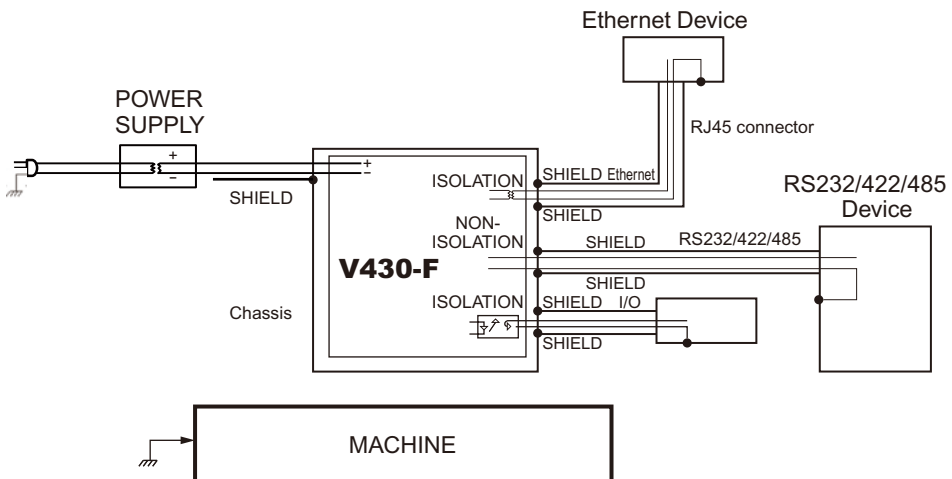 Ethernet Device
POWER
SUPPLY
+
−
SHIELD
RJ45 connector
+
−
ISOLATION
SHIELD Ethernet
SHIELD
RS232/422/485
Device
NON-
ISOLATION
SHIELD
RS232/422/485
SHIELD
V430-F
Chassis
ISOLATION
SHIELD I/O
SHIELD
MACHINE